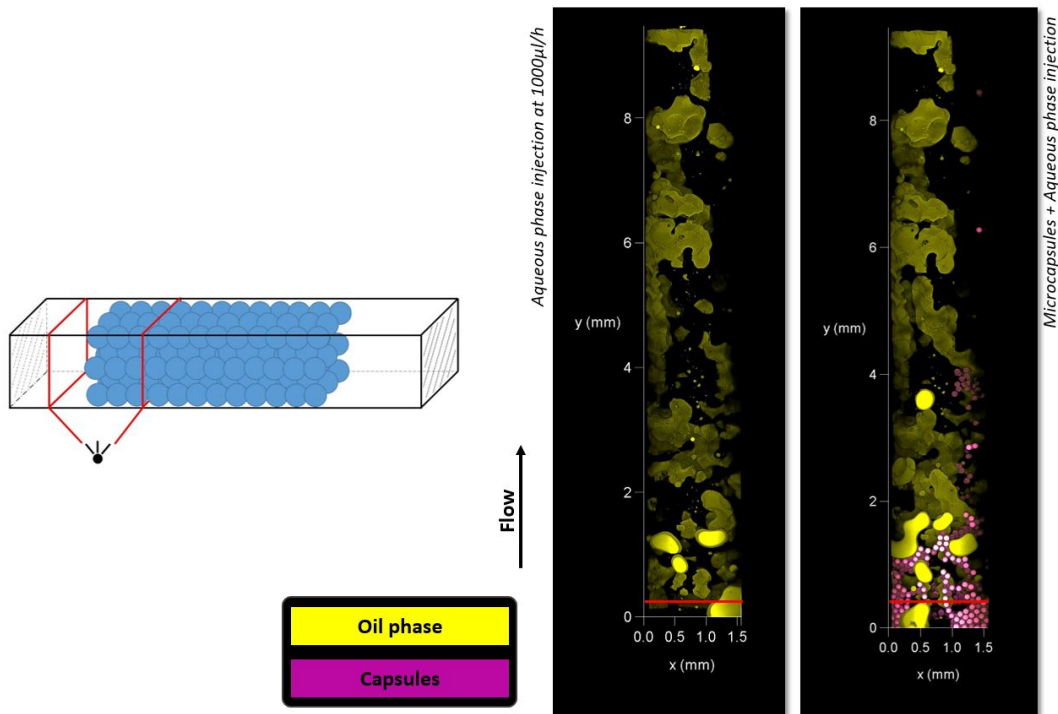 Aqueous phase injection at 1000µl/h
8
6
y (mm)
4
2
0
0.0 0.5 1.0 1.5
x (mm)
Microcapsules + Aqueous phase injection
8
6
y (mm)
4
2
0
0.0 0.5 1.0 1.5
x (mm)
Flow
Oil phase
Capsules